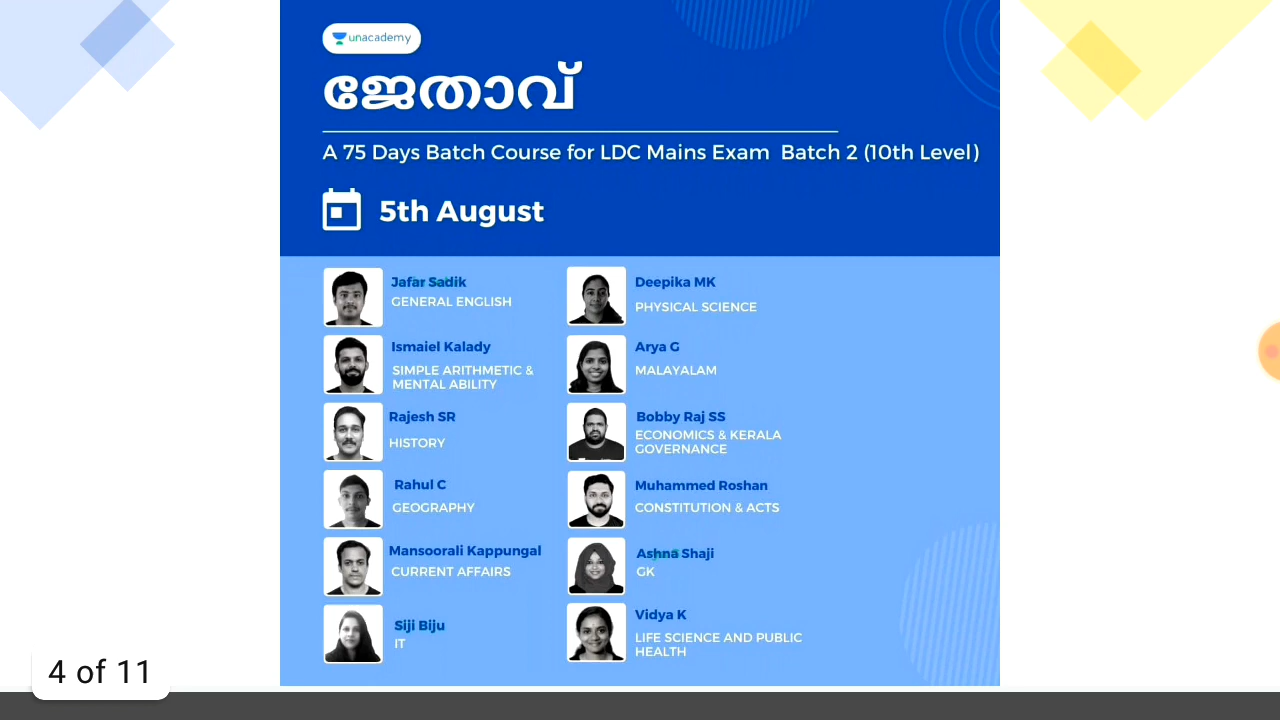 unacademy
ജേതാവ്
A 75 Days Batch Course for LDC Mains Exam Batch 2 (10th Level)
5th August
Jafar Sadik
GENERAL ENGLISH
Ismaiel Kalady
SIMPLE ARITHMETIC &
MENTAL ABILITY
Rajesh SR
HISTORY
Rahul C
GEOGRAPHY
Mansoorali Kappungal
CURRENT AFFAIRS
Siji Biju
IT
Deepika MK
PHYSICAL SCIENCE
Arya G
MALAYALAM
Bobby Raj SS
ECONOMICS & KERALA
GOVERNANCE
Muhammed Roshan
CONSTITUTION & ACTS
Ashna Shaji
GK
Vidya K
LIFE SCIENCE AND PUBLIC
HEALTH
4 of 11